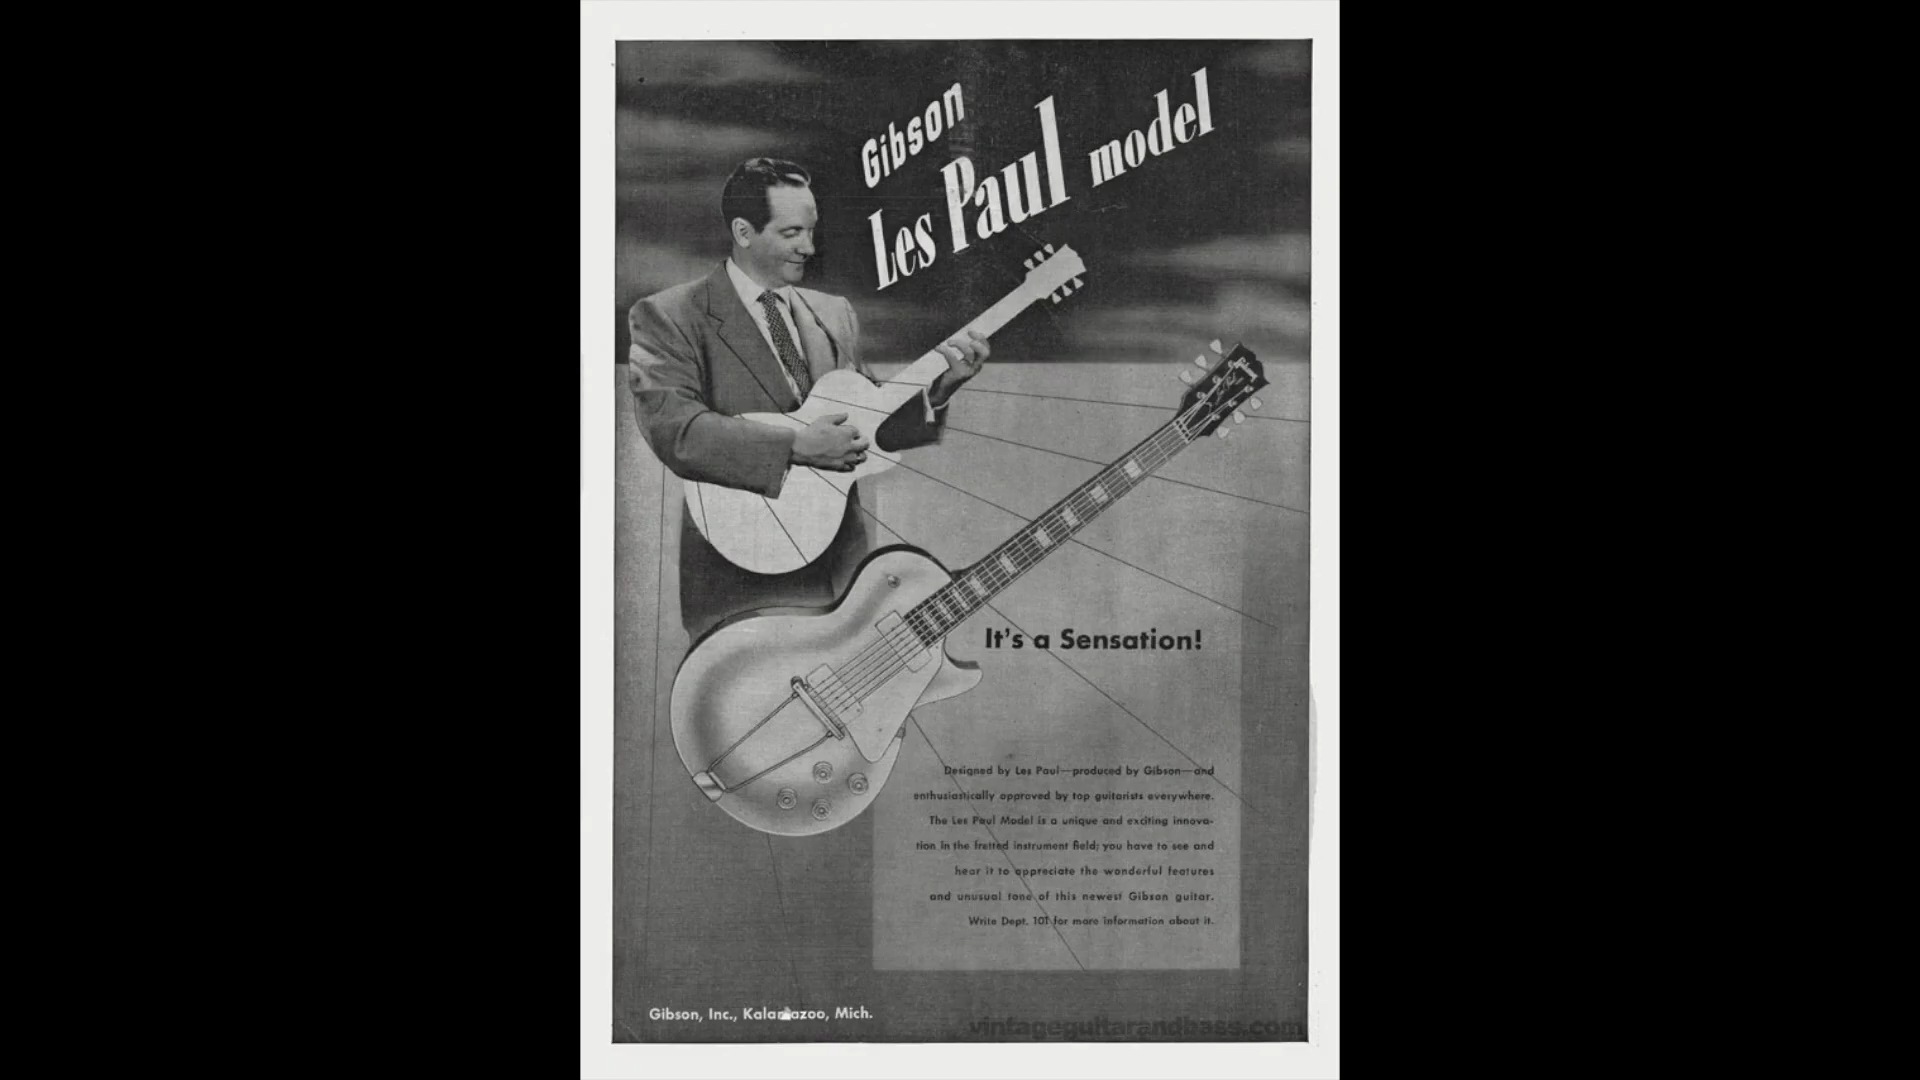 Gibson
Les Paul model
Les Paul
It's a Sensation!
Designed by Les Paul—produced by Gibson—and
enthusiastically approved by top guitarists everywhere.
The Les Paul Model is a unique and exciting innova-
tion in the fretted instrument field; you have to see and
hear it to appreciate the wonderful features
and unusual tone of this newest Gibson guitar.
Write Dept. 101 for more information about it.
Gibson, Inc., Kalamazoo, Mich.
vintageguitarandbass.com